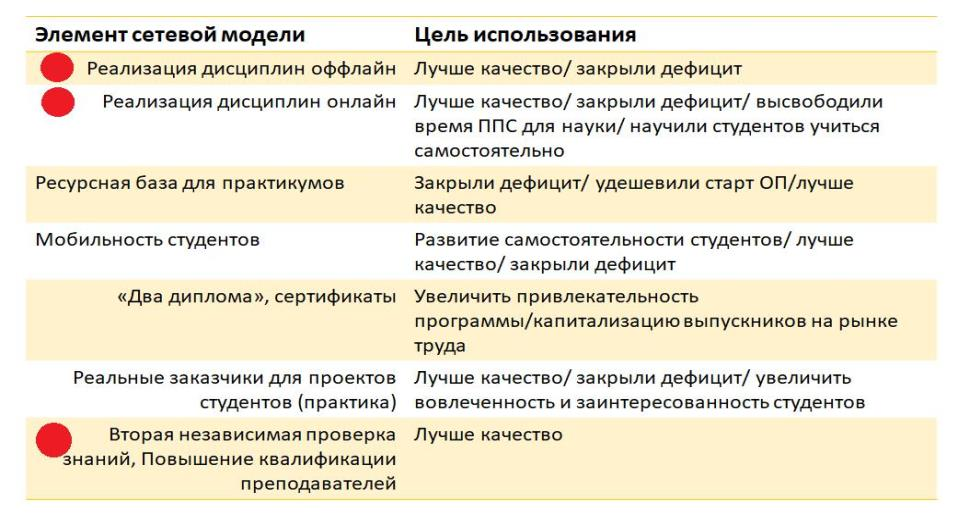 Элемент сетевой модели Цель использования
Реализация дисциплин оффлайн Лучше качество/ закрыли дефицит
Реализация дисциплин онлайн Лучше качество/ закрыли дефицит/ высвободили
время ППС для науки/ научили студентов учиться
самостоятельно
Ресурсная база для практикумов Закрыли дефицит/ удешевили старт ОП/лучше
качество
Мобильность студентов Развитие самостоятельности студентов/ лучше
качество/ закрыли дефицит
«Два диплома», сертификаты Увеличить привлекательность
программы/капитализацию выпускников на рынке
труда
Реальные заказчики для проектов Лучше качество/ закрыли дефицит/ увеличить
студентов (практика) вовлеченность и заинтересованность студентов
Вторая независимая проверка Лучше качество
знаний, Повышение квалификации
преподавателей